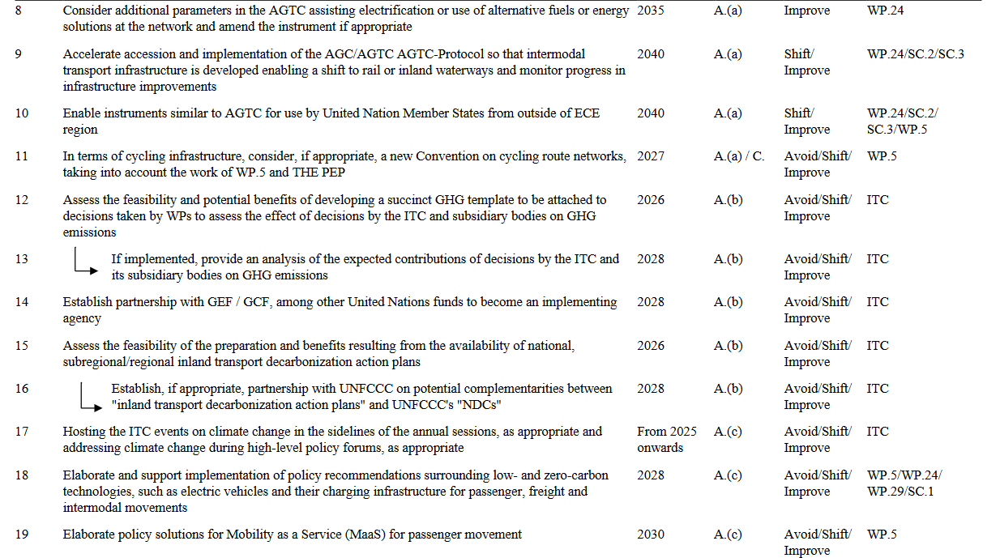 8 Consider additional parameters in the AGTC assisting electrification or use of alternative fuels or energy 2035 A.(a) Improve WP.24
solutions at the network and amend the instrument if appropriate
9 Accelerate accession and implementation of the AGC/AGTC AGTC-Protocol so that intermodal 2040 A.(a) Shift/ WP.24/SC.2/SC.3
transport infrastructure is developed enabling a shift to rail or inland waterways and monitor progress in Improve
infrastructure improvements
10 Enable instruments similar to AGTC for use by United Nation Member States from outside of ECE 2040 A.(a) Shift/ WP.24/SC.2/
region Improve SC.3/WP.5
11 In terms of cycling infrastructure, consider, if appropriate, a new Convention on cycling route networks, 2027 A.(a) / C. Avoid/Shift/ WP.5
taking into account the work of WP.5 and THE PEP Improve
12 Assess the feasibility and potential benefits of developing a succinct GHG template to be attached to 2026 A.(b) Avoid/Shift/ ITC
decisions taken by WPs to assess the effect of decisions by the ITC and subsidiary bodies on GHG Improve
emissions
13 If implemented, provide an analysis of the expected contributions of decisions by the ITC and 2028 A.(b) Avoid/Shift/ ITC
its subsidiary bodies on GHG emissions Improve
14 Establish partnership with GEF / GCF, among other United Nations funds to become an implementing 2028 A.(b) Avoid/Shift/ ITC
agency Improve
15 Assess the feasibility of the preparation and benefits resulting from the availability of national, 2026 A.(b) Avoid/Shift/ ITC
subregional/regional inland transport decarbonization action plans Improve
16 Establish, if appropriate, partnership with UNFCCC on potential complementarities between 2028 A.(b) Avoid/Shift/ ITC
"inland transport decarbonization action plans" and UNFCCC's "NDCs" Improve
17 Hosting the ITC events on climate change in the sidelines of the annual sessions, as appropriate and From 2025 A.(c) Avoid/Shift/ ITC
addressing climate change during high-level policy forums, as appropriate onwards Improve
18 Elaborate and support implementation of policy recommendations surrounding low- and zero-carbon 2028 A.(c) Avoid/Shift/ WP.5/WP.24/
technologies, such as electric vehicles and their charging infrastructure for passenger, freight and Improve WP.29/SC.1
intermodal movements
19 Elaborate policy solutions for Mobility as a Service (MaaS) for passenger movement 2030 A.(c) Avoid/Shift/ WP.5
Improve